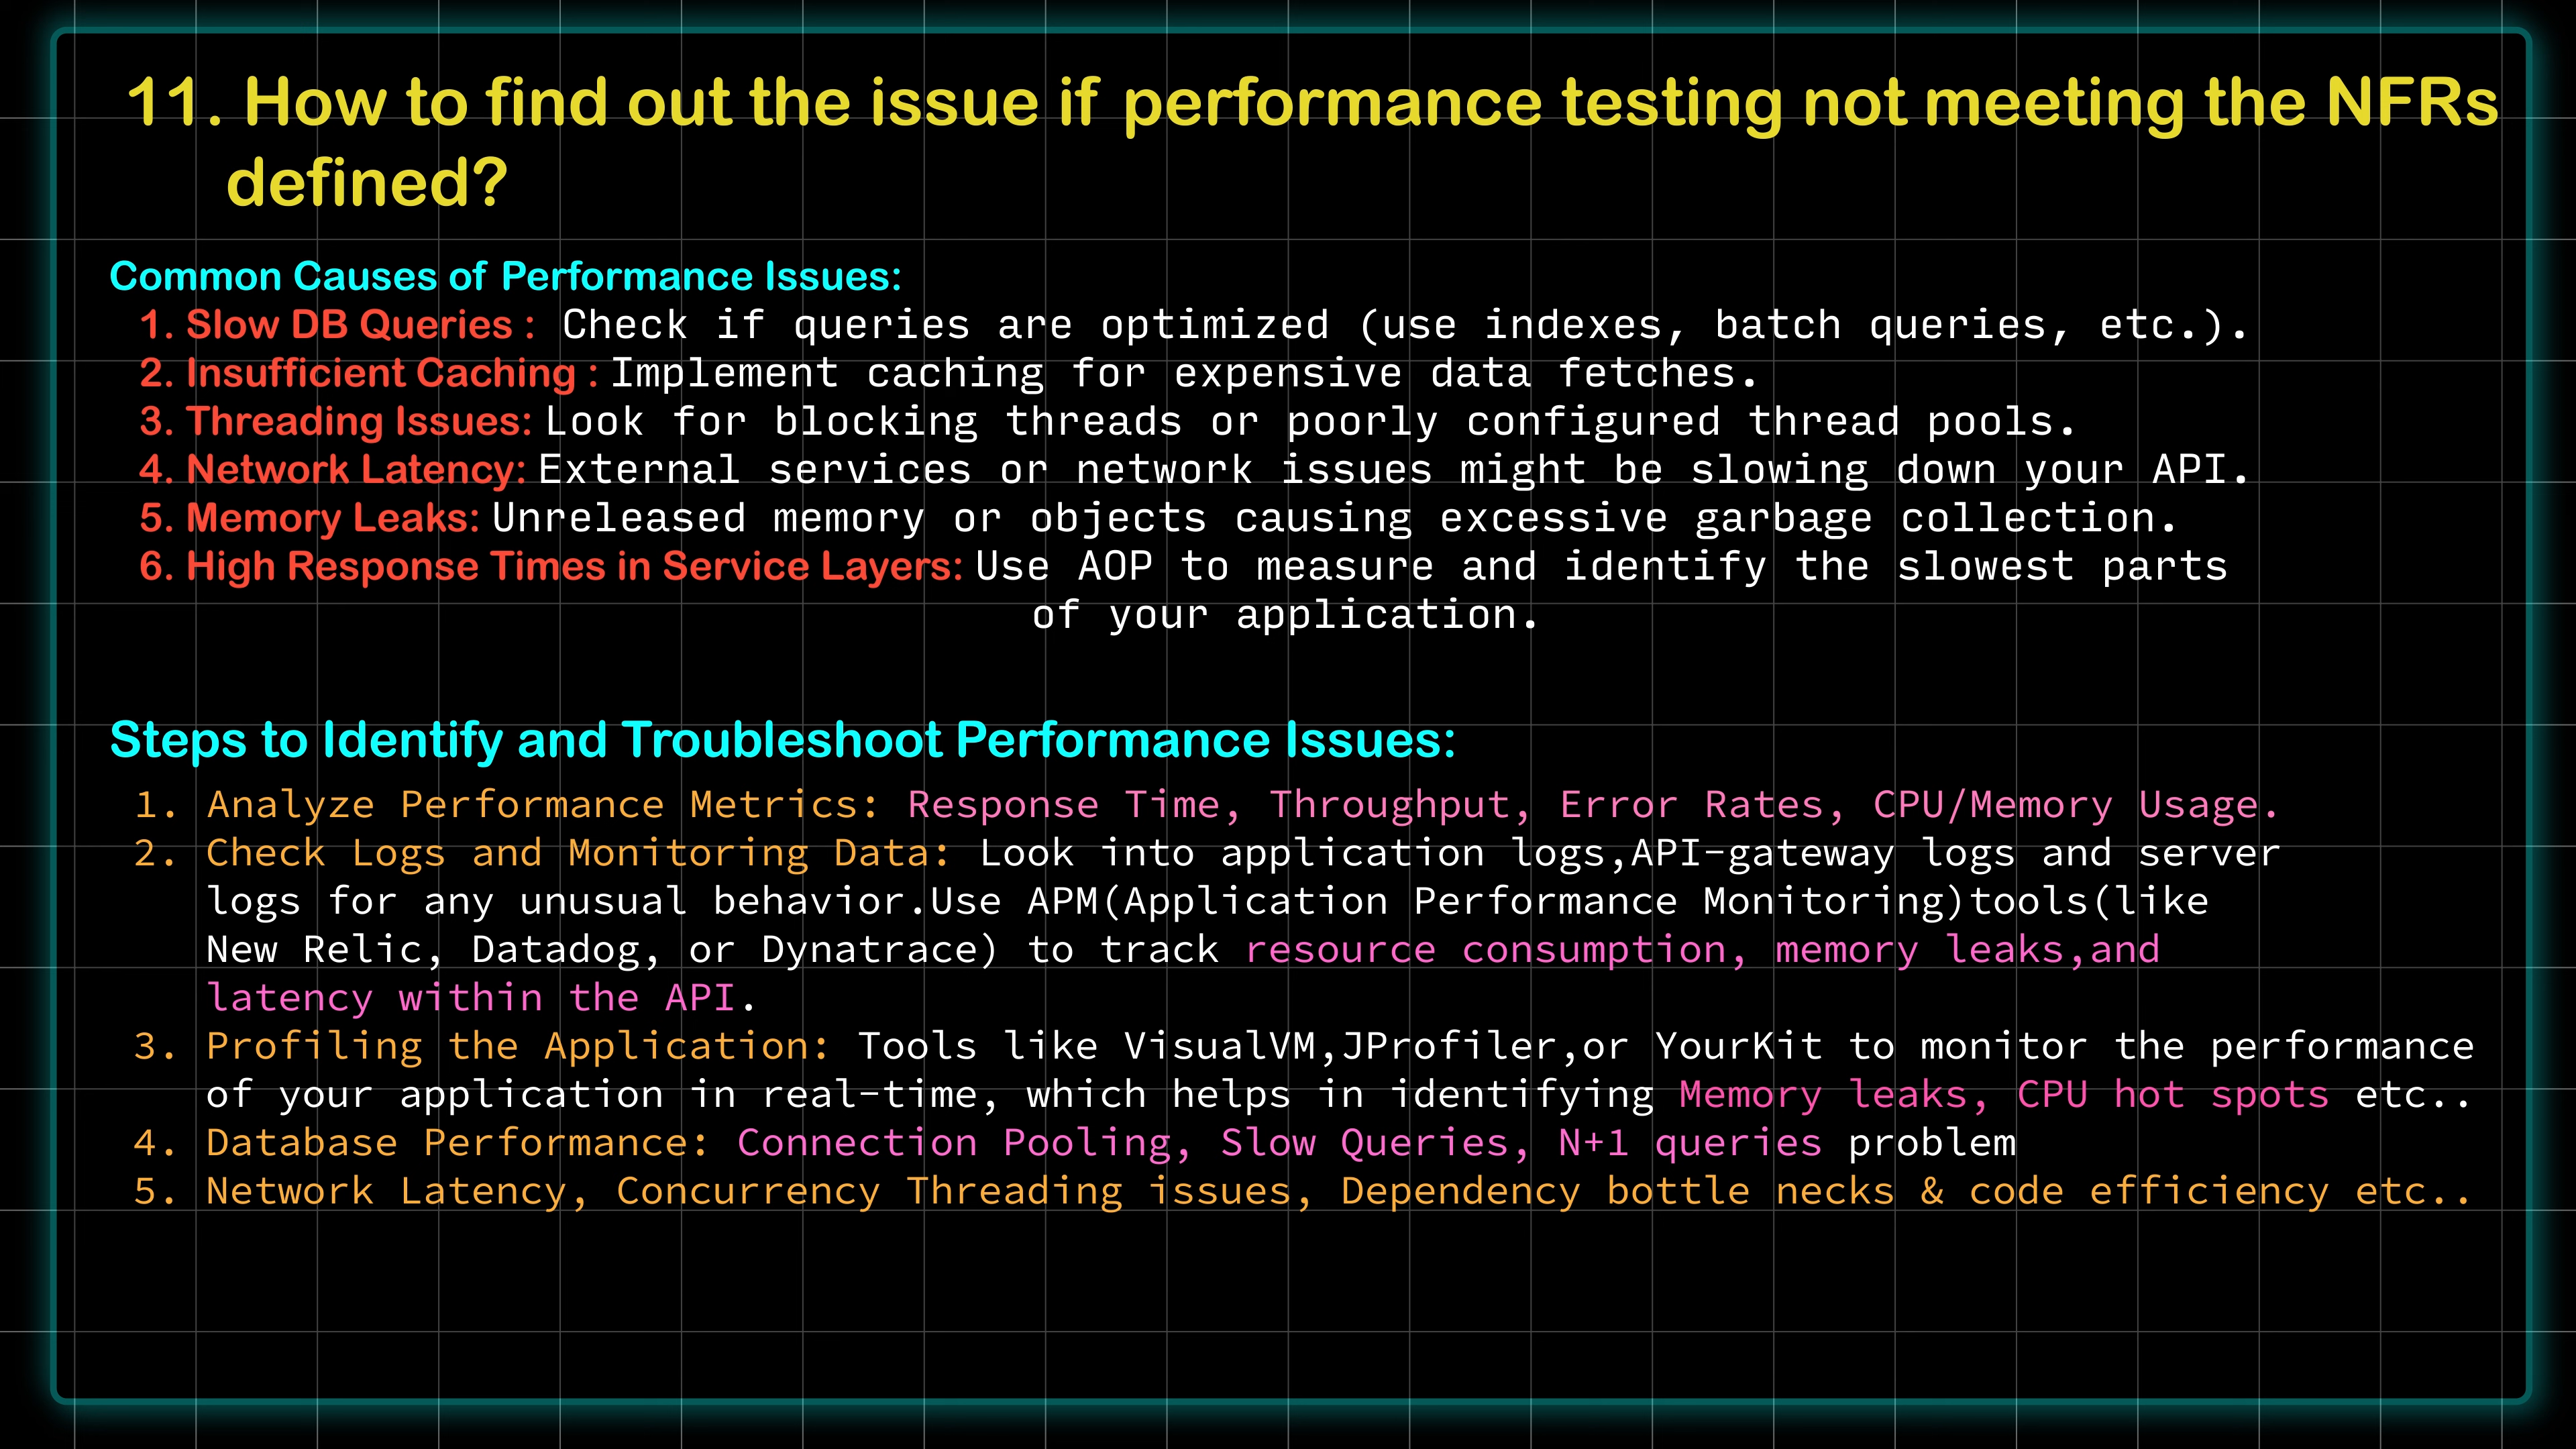 11. How to find out the issue if performance testing not meeting the NFRs
defined?
Common Causes of Performance Issues:
1. Slow DB Queries : Check if queries are optimized (use indexes, batch queries, etc.).
2. Insufficient Caching : Implement caching for expensive data fetches.
3. Threading Issues: Look for blocking threads or poorly configured thread pools.
4. Network Latency: External services or network issues might be slowing down your API.
5. Memory Leaks: Unreleased memory or objects causing excessive garbage collection.
6. High Response Times in Service Layers: Use AOP to measure and identify the slowest parts
of your application.
Steps to Identify and Troubleshoot Performance Issues:
1. Analyze Performance Metrics: Response Time, Throughput, Error Rates, CPU/Memory Usage.
2. Check Logs and Monitoring Data: Look into application logs,API-gateway logs and server
logs for any unusual behavior.Use APM(Application Performance Monitoring)tools(like
New Relic, Datadog, or Dynatrace) to track resource consumption, memory leaks,and
latency within the API.
3. Profiling the Application: Tools like VisualVM,JProfiler,or YourKit to monitor the performance
of your application in real-time, which helps in identifying Memory leaks, CPU hot spots etc..
4. Database Performance: Connection Pooling, Slow Queries, N+1 queries problem
5. Network Latency, Concurrency Threading issues, Dependency bottle necks & code efficiency etc..